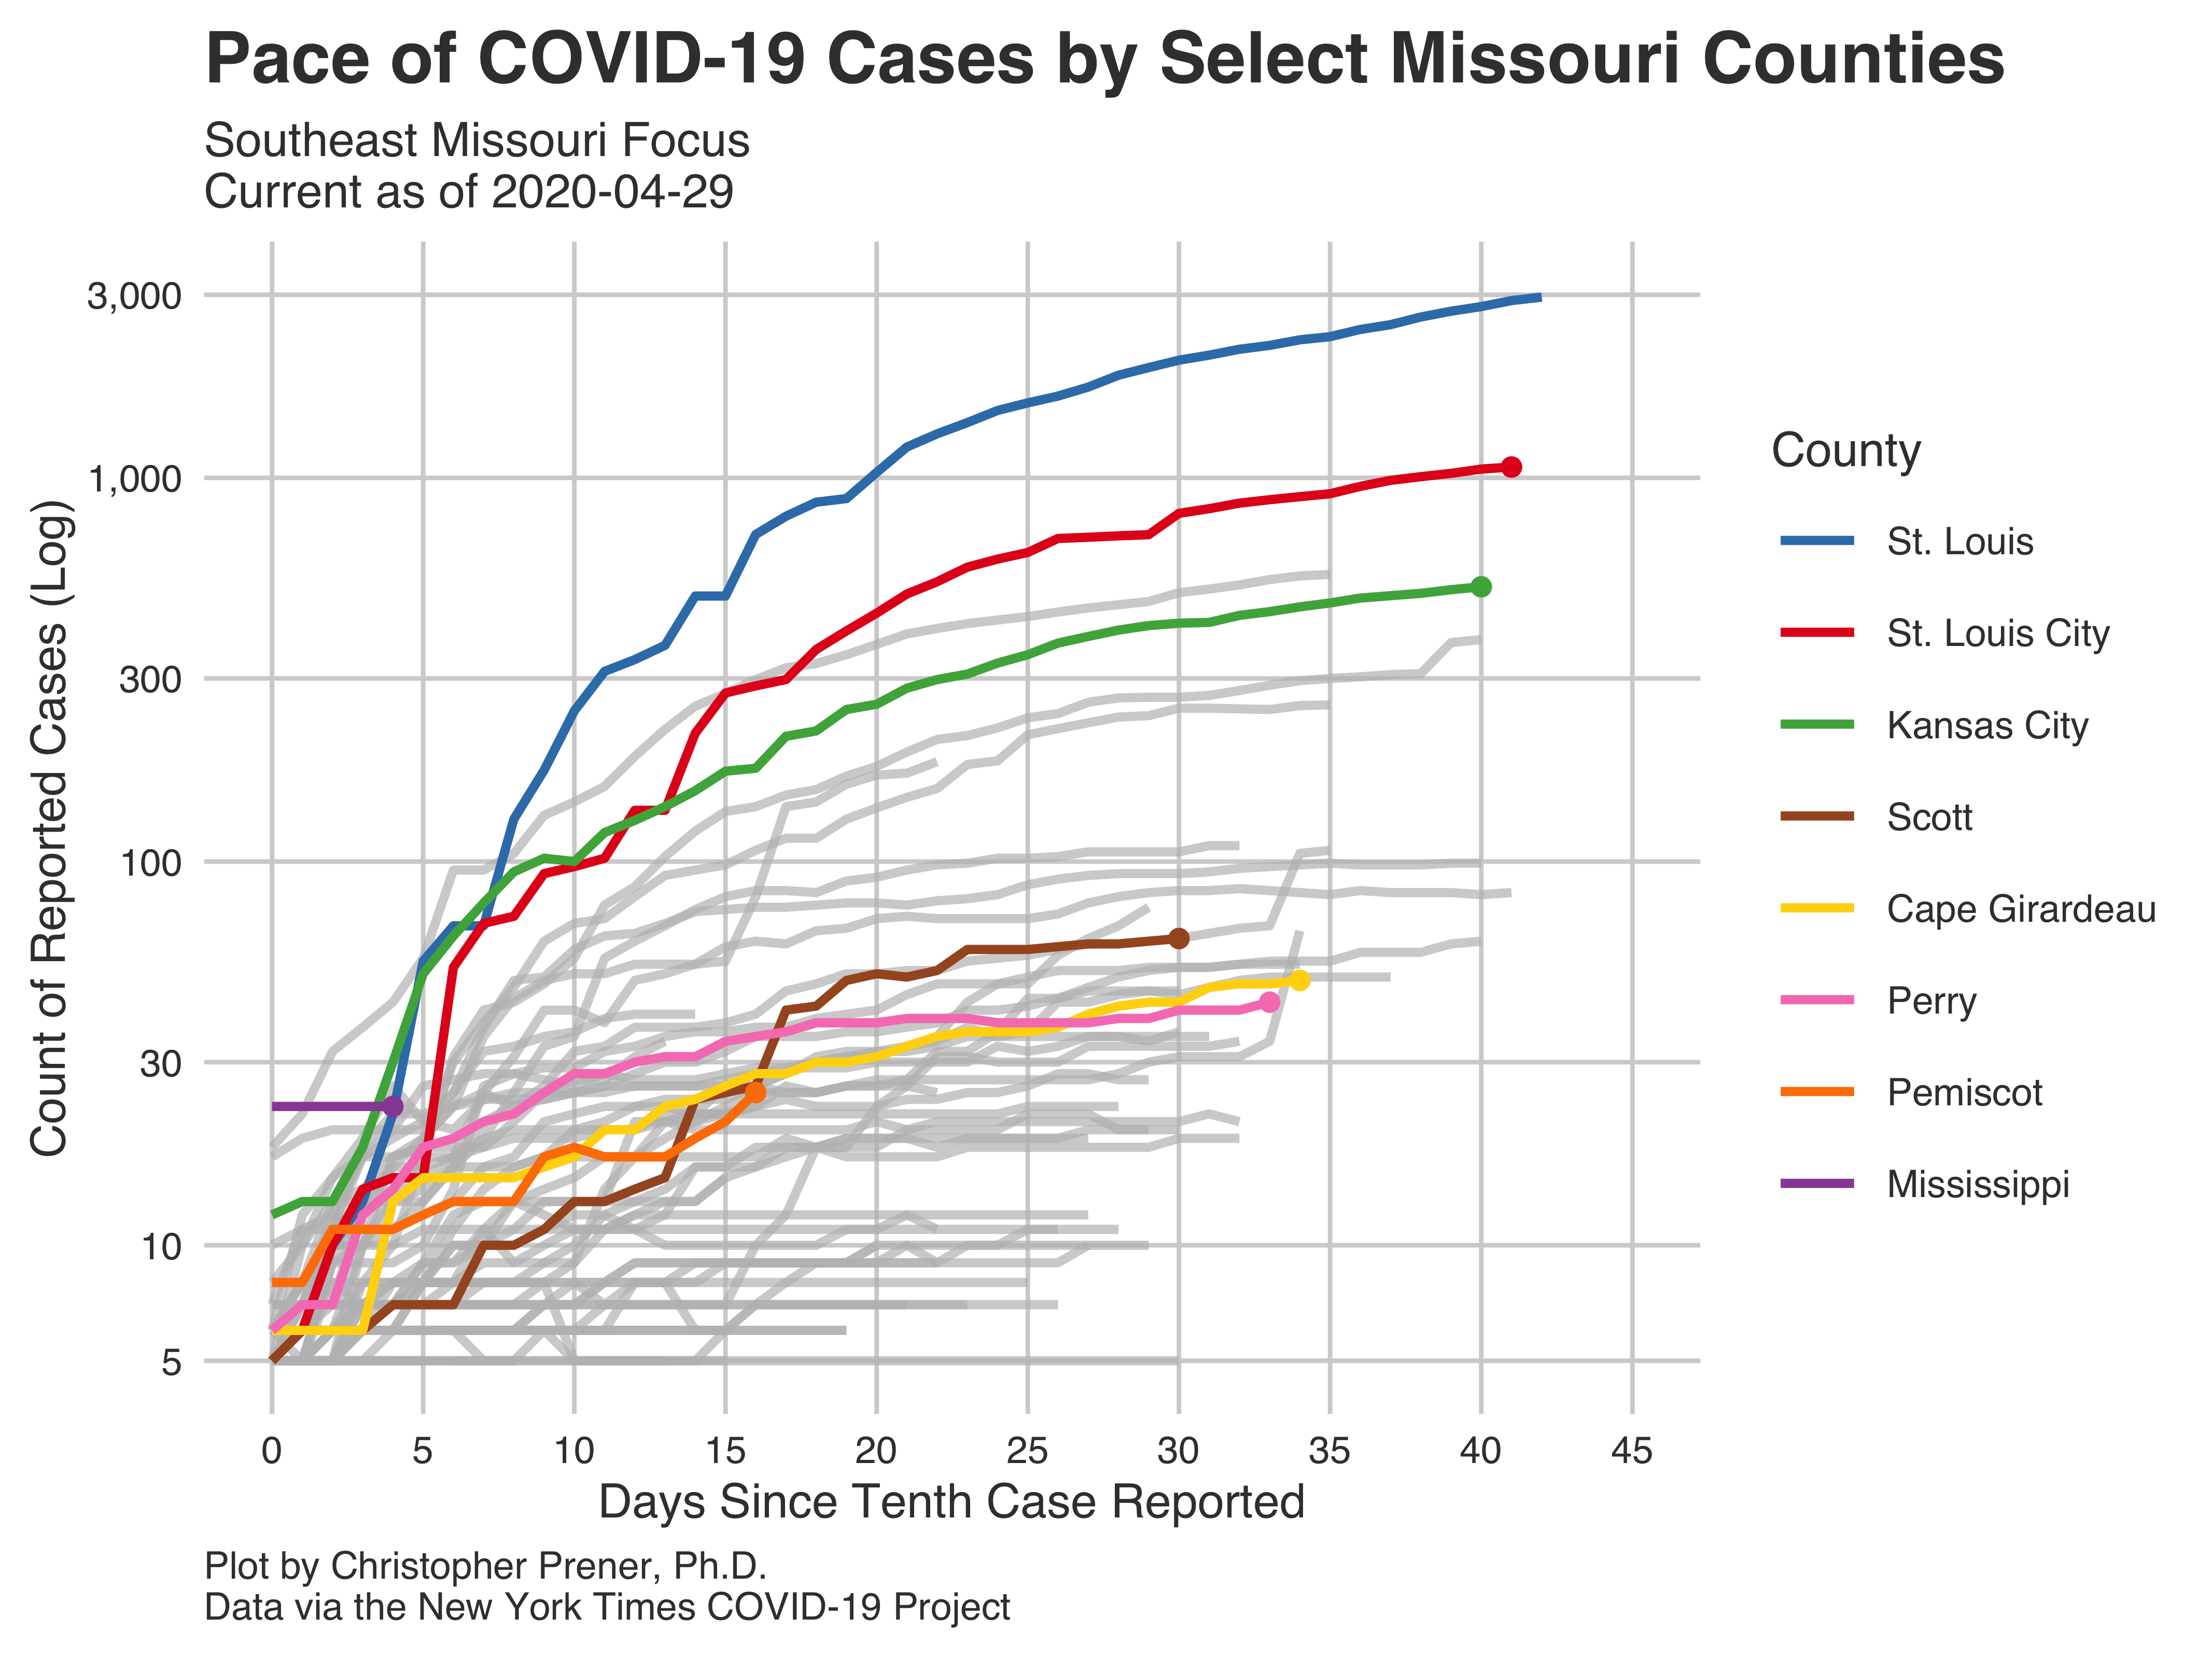 Pace of COVID-19 Cases by Select Missouri Counties
Southeast Missouri Focus
Current as of 2020-04-29
Count of Reported Cases (Log)
3,000
1,000
300
100
30
10
5
0 5 10 15 20 25 30 35 40 45
Days Since Tenth Case Reported
County
St. Louis
St. Louis City
Kansas City
Scott
Cape Girardeau
Perry
Pemiscot
Mississippi
Plot by Christopher Prener, Ph.D.
Data via the New York Times COVID-19 Project